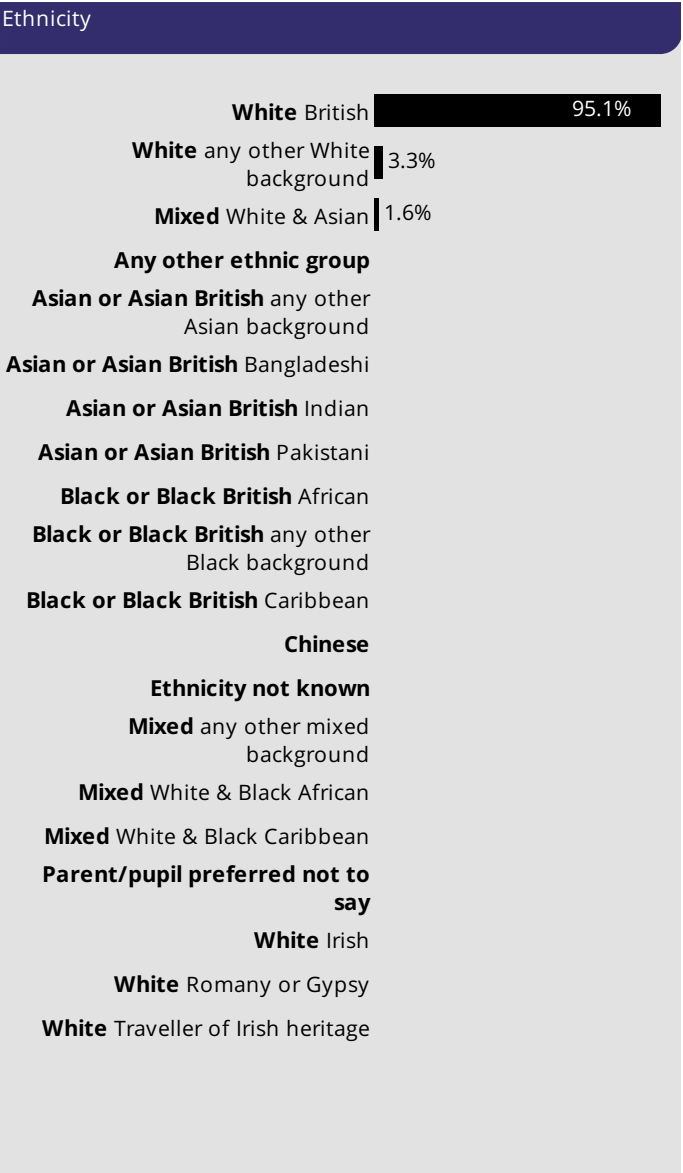 Ethnicity
White British 95.1%
White any other White
background 3.3%
Mixed White & Asian 1.6%
Any other ethnic group
Asian or Asian British any other
Asian background
Asian or Asian British Bangladeshi
Asian or Asian British Indian
Asian or Asian British Pakistani
Black or Black British African
Black or Black British any other
Black background
Black or Black British Caribbean
Chinese
Ethnicity not known
Mixed any other mixed
background
Mixed White & Black African
Mixed White & Black Caribbean
Parent/pupil preferred not to
say
White Irish
White Romany or Gypsy
White Traveller of Irish heritage